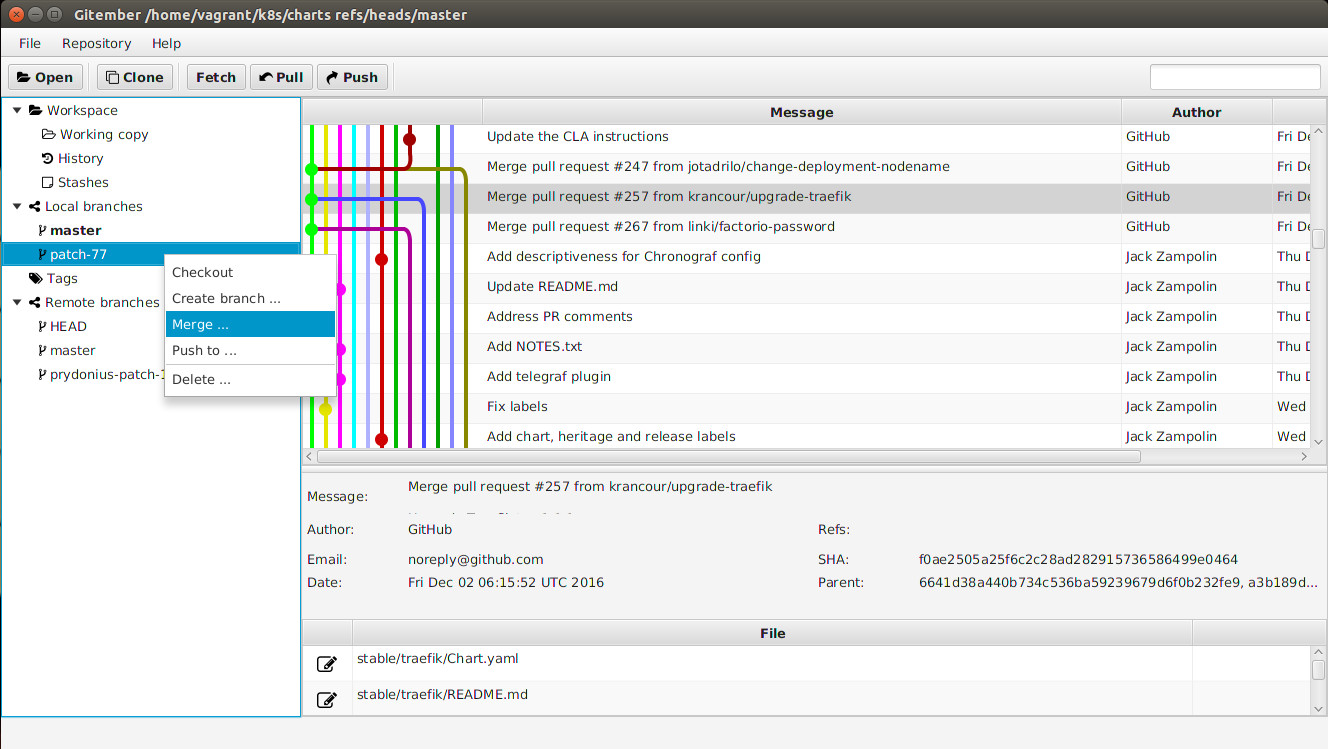 Gitember /home/vagrant/k8s/charts refs/heads/master
File Repository Help
Open Clone Fetch Pull Push
Workspace
Working copy
History
Stashes
Local branches
master
patch-77
Tags
Remote branches
HEAD
master
prydonius-patch-
Checkout
Create branch ...
Merge ...
Push to ...
Delete ...
Message Author
Update the CLA instructions GitHub Fri De
Merge pull request #247 from jotadrilo/change-deployment-nodename GitHub Fri De
Merge pull request #257 from krancour/upgrade-traefik GitHub Fri De
Merge pull request #267 from linki/factorio-password GitHub Fri De
Add descriptiveness for Chronograf config Jack Zampolin Thu D
Update README.md Jack Zampolin Thu D
Address PR comments Jack Zampolin Thu D
Add NOTES.txt Jack Zampolin Thu D
Add telegraf plugin Jack Zampolin Thu D
Fix labels Jack Zampolin Wed
Add chart, heritage and release labels Jack Zampolin Wed
Message: Merge pull request #257 from krancour/upgrade-traefik
Author: GitHub Refs:
Email: noreply@github.com SHA: f0ae2505a25f6c2c28ad282915736586499e0464
Date: Fri Dec 02 06:15:52 UTC 2016 Parent: 6641d38a440b734c536ba59239679d6f0b232fe9, a3b189d...
File
stable/traefik/Chart.yaml
stable/traefik/README.md